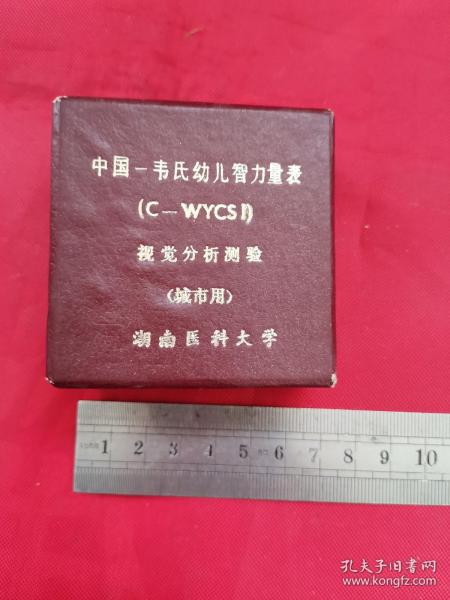 中国－韦氏幼儿智力量表
(C－WYCSI)
视觉分析测验
(城市用)
湖南医科大学
1 2 3 4 5 6 7 8 9 10
孔夫子旧书网
www.kongfz.com